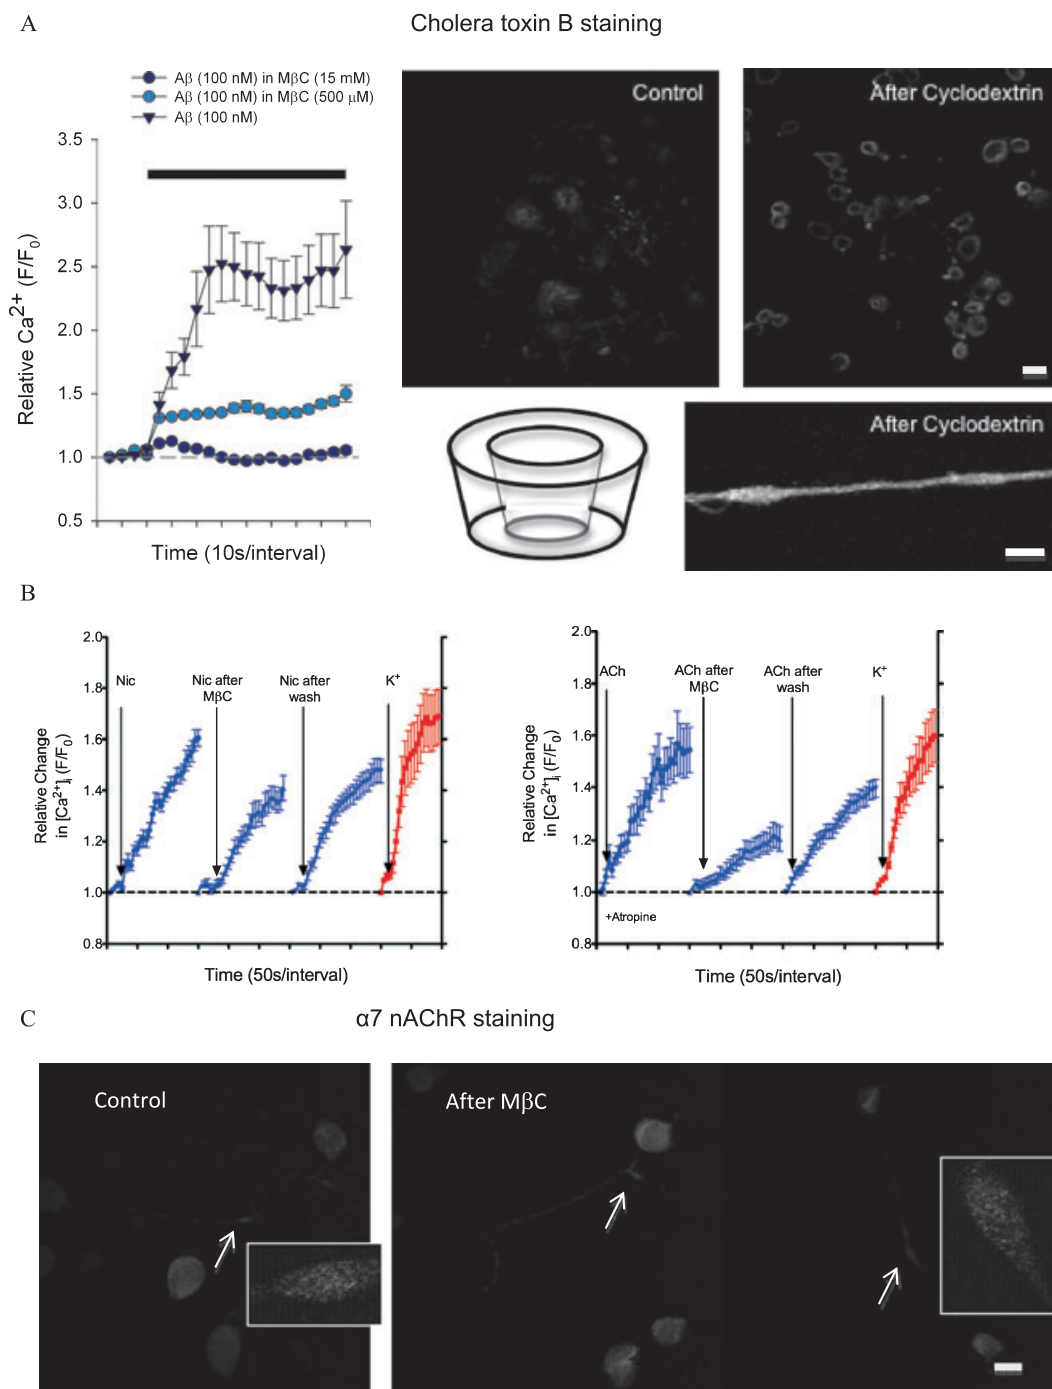 A
Cholera toxin B staining
Aβ (100 nM) in MβC (15 mM)
Aβ (100 nM) in MβC (500 μM)
Aβ (100 nM)
Control
After Cyclodextrin
3.5
3.0
2.5
2.0
1.5
1.0
0.5
Relative Ca2+ (F/F0)
Time (10s/interval)
After Cyclodextrin
B
2.0
1.8
1.6
1.4
1.2
1.0
0.8
Relative Change
in [Ca2+]i (F/F0)
Nic
Nic after
MβC
Nic after
wash
K+
Time (50s/interval)
2.0
1.8
1.6
1.4
1.2
1.0
0.8
Relative Change
in [Ca2+]i (F/F0)
ACh
ACh after
MβC
ACh after
wash
K+
+Atropine
Time (50s/interval)
C
α7 nAChR staining
Control
After MβC